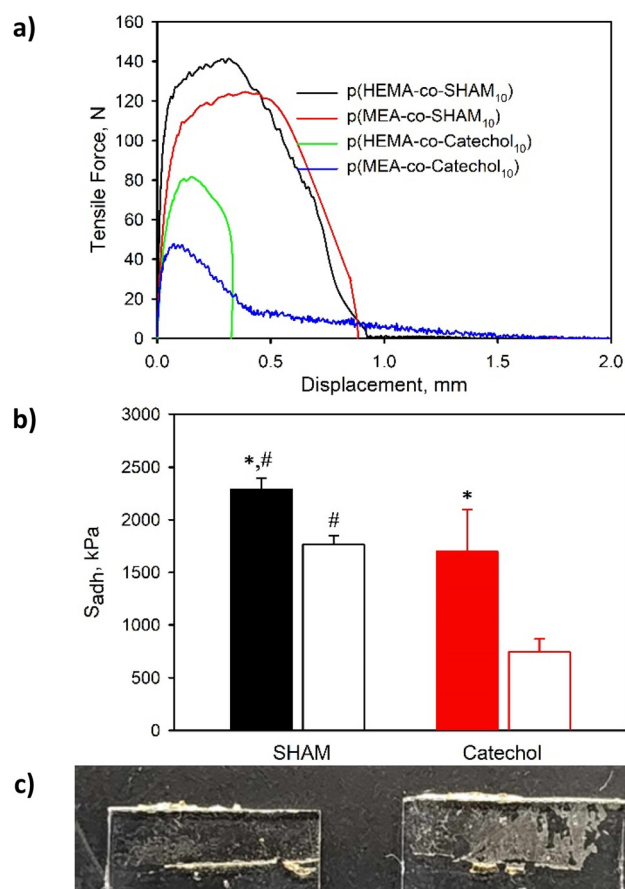 a)
160
140
120
100
80
60
40
20
0
Tensile Force, N
p(HEMA-co-SHAM₁₀)
p(MEA-co-SHAM₁₀)
p(HEMA-co-Catechol₁₀)
p(MEA-co-Catechol₁₀)
0.0 0.5 1.0 1.5 2.0
Displacement, mm
b)
3000
2500
2000
1500
1000
500
0
S_adh, kPa
*,#
#
*
SHAM Catechol
c)